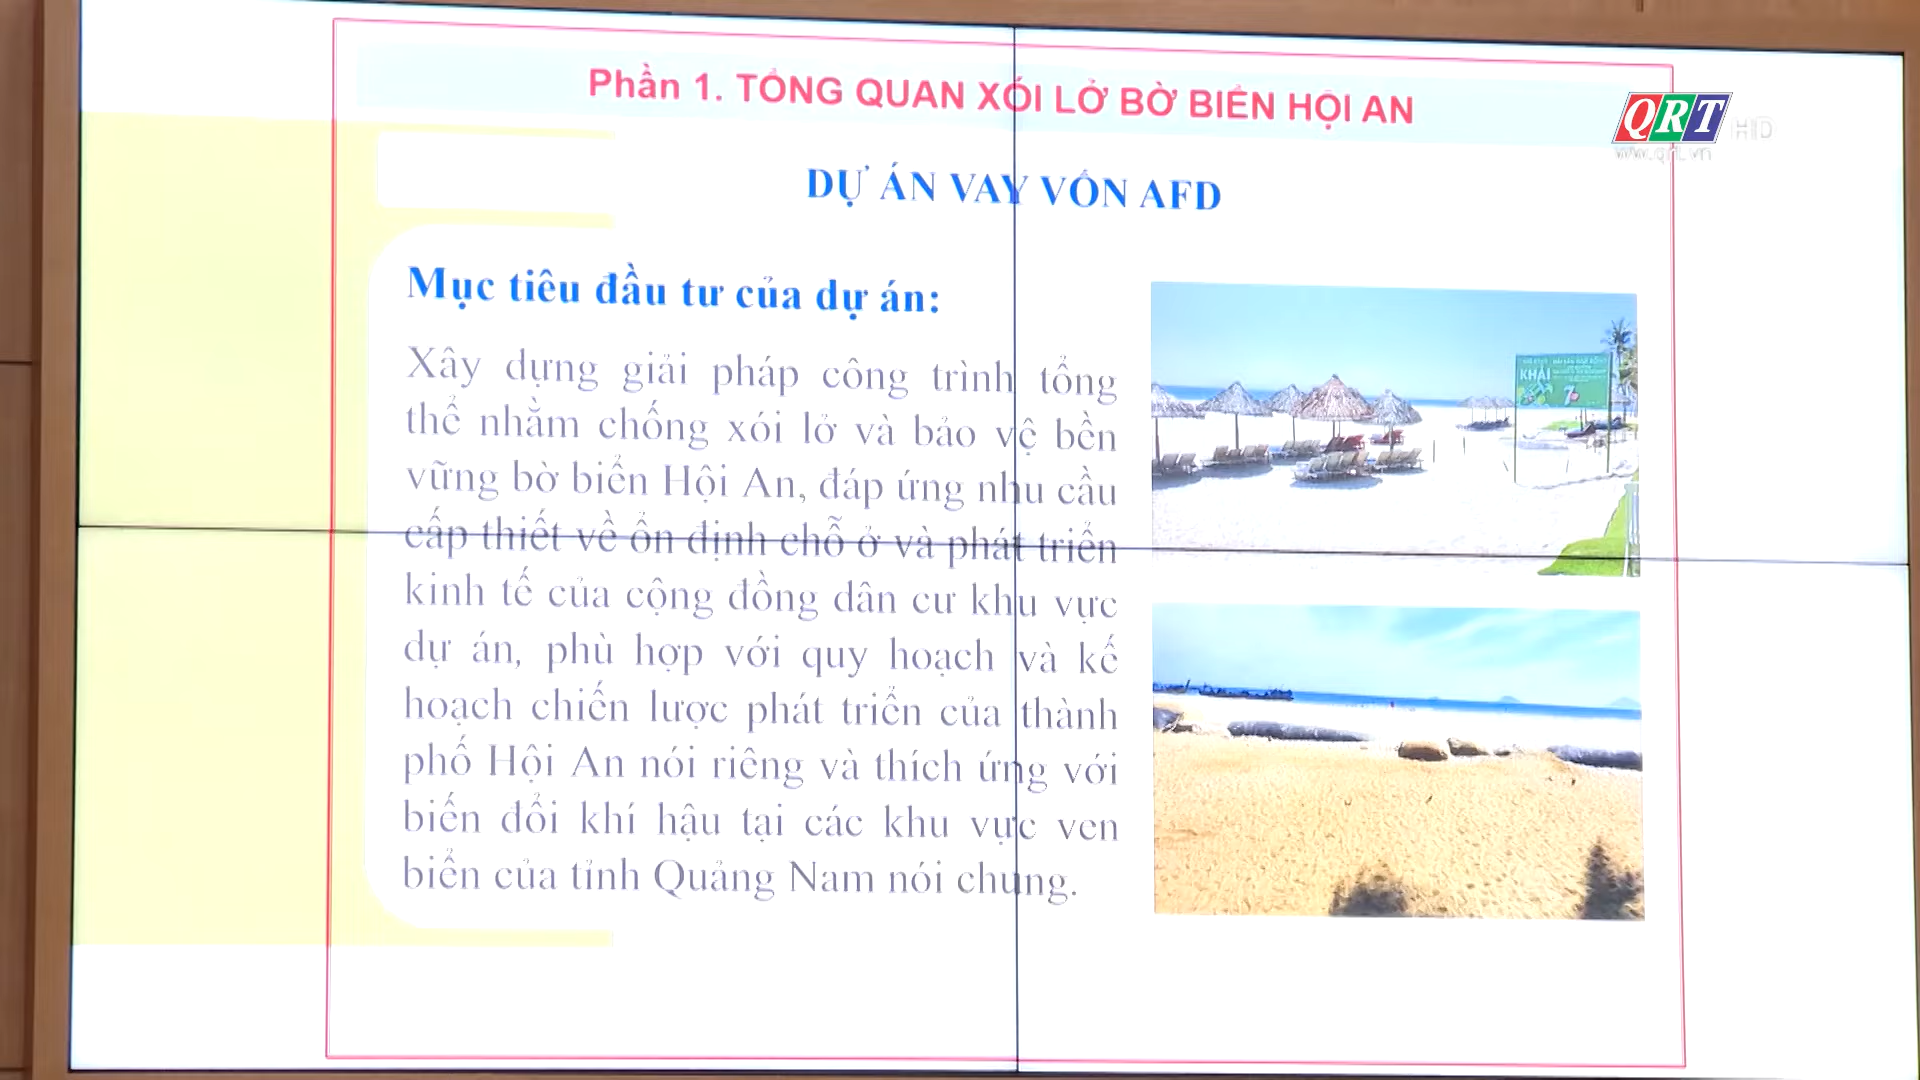 Phần 1. TỔNG QUAN XÓI LỞ BỜ BIỂN HỘI AN
QRT HD
www.qrt.vn
DỰ ÁN VAY VỐN AFD
Mục tiêu đầu tư của dự án:
Xây dựng giải pháp công trình tổng
thể nhằm chống xói lở và bảo vệ bền
vững bờ biển Hội An, đáp ứng nhu cầu
cấp thiết về ổn định chỗ ở và phát triển
kinh tế của cộng đồng dân cư khu vực
dự án, phù hợp với quy hoạch và kế
hoạch chiến lược phát triển của thành
phố Hội An nói riêng và thích ứng với
biến đổi khí hậu tại các khu vực ven
biển của tỉnh Quảng Nam nói chung.
KHẢI